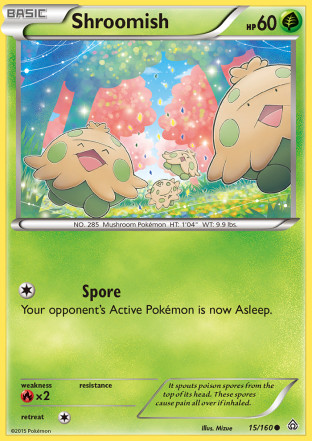 BASIC Shroomish HP60
NO. 285 Mushroom Pokémon HT: 1'04" WT: 9.9 lbs.
Spore
Your opponent's Active Pokémon is now Asleep.
weakness resistance
×2
retreat
It spouts poison spores from the
top of its head. These spores
cause pain all over if inhaled.
©2015 Pokémon Illus. Mizue 15/160